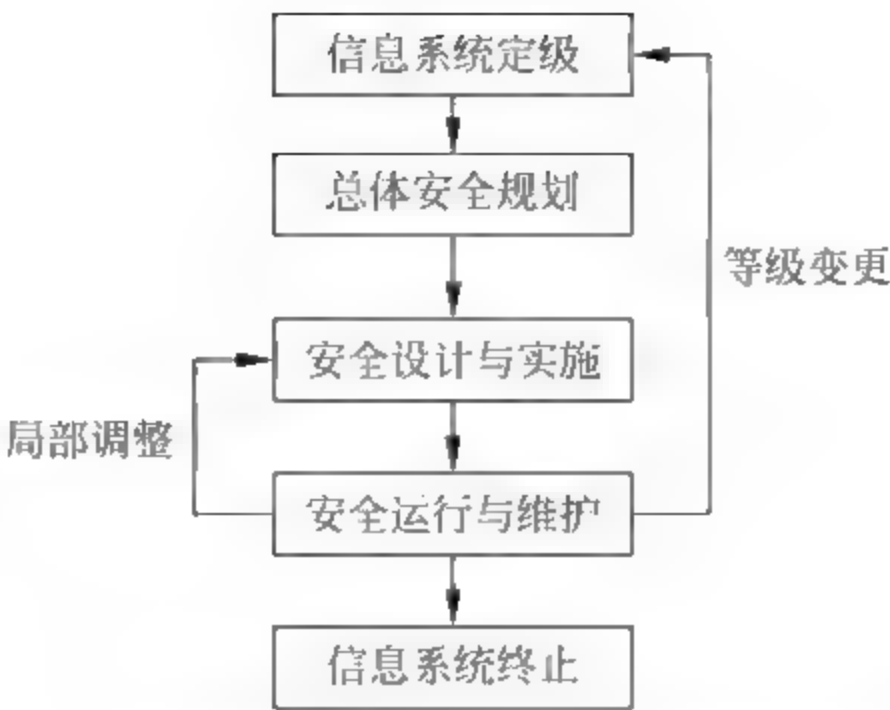 信息系统定级
总体安全规划
等级变更
安全设计与实施
局部调整
安全运行与维护
信息系统终止